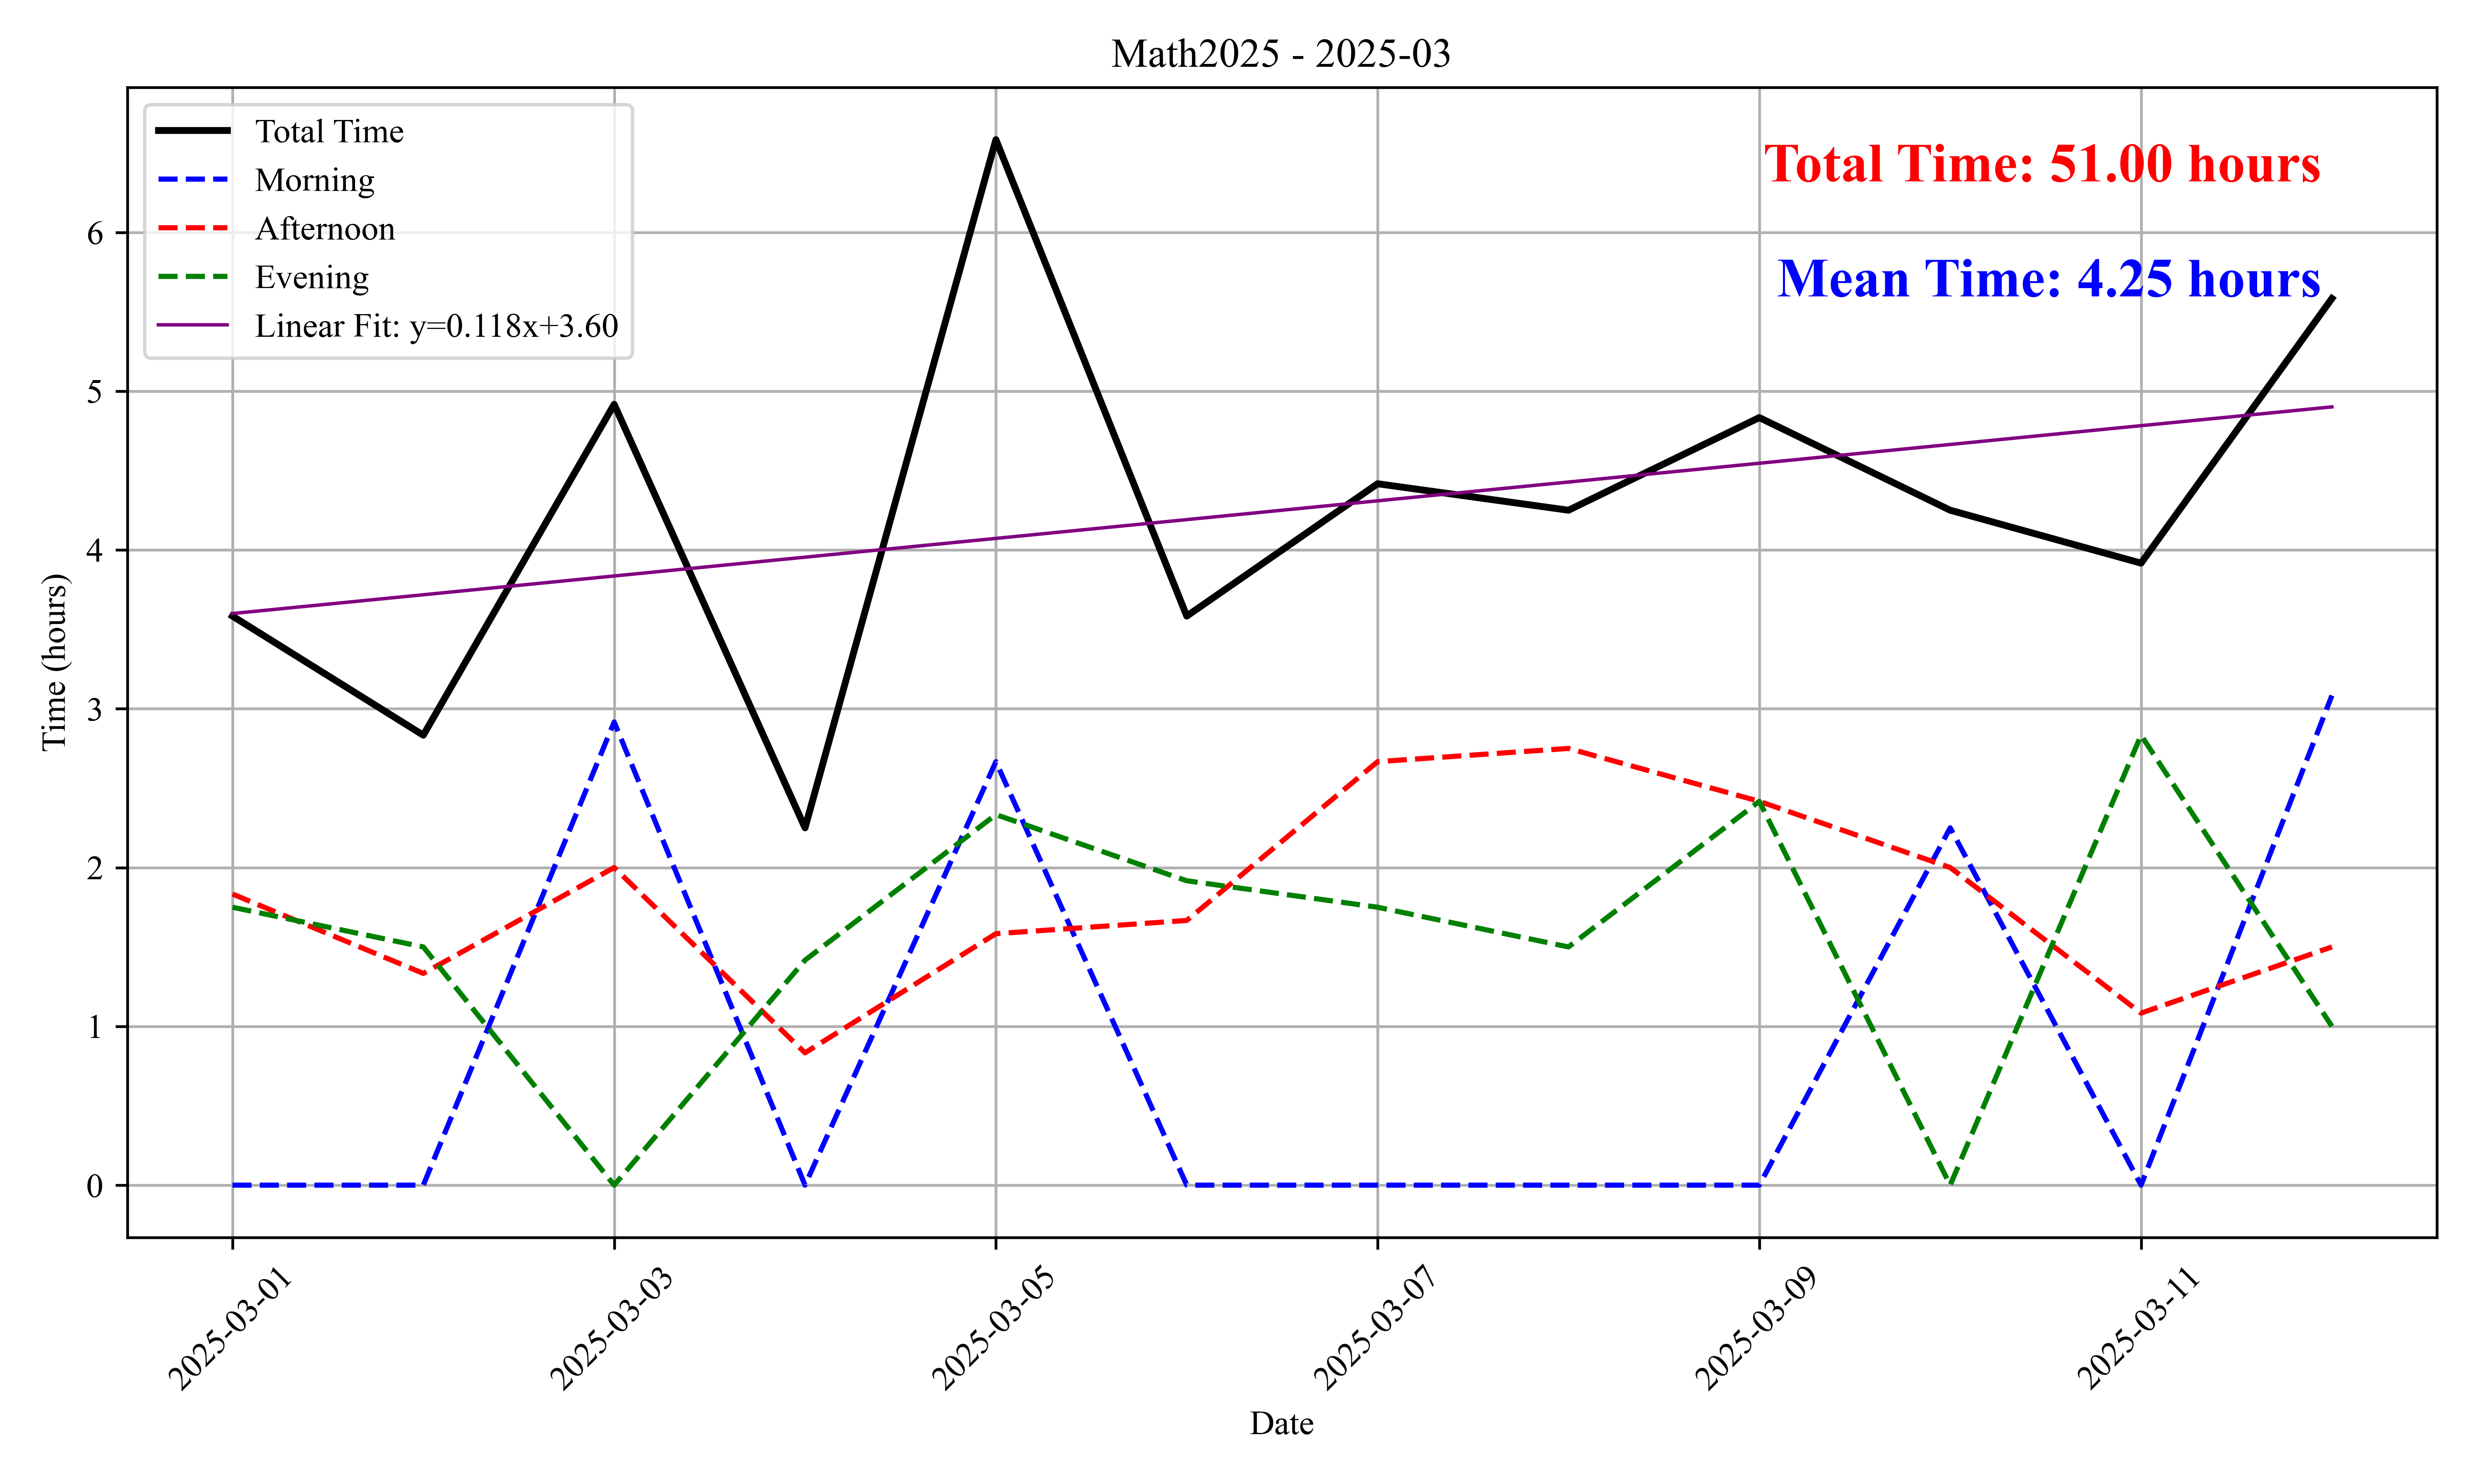 Math2025 - 2025-03
Total Time
Morning
Afternoon
Evening
Linear Fit: y=0.118x+3.60
Total Time: 51.00 hours
Mean Time: 4.25 hours
Time (hours)
6
5
4
3
2
1
0
2025-03-01
2025-03-03
2025-03-05
2025-03-07
2025-03-09
2025-03-11
Date